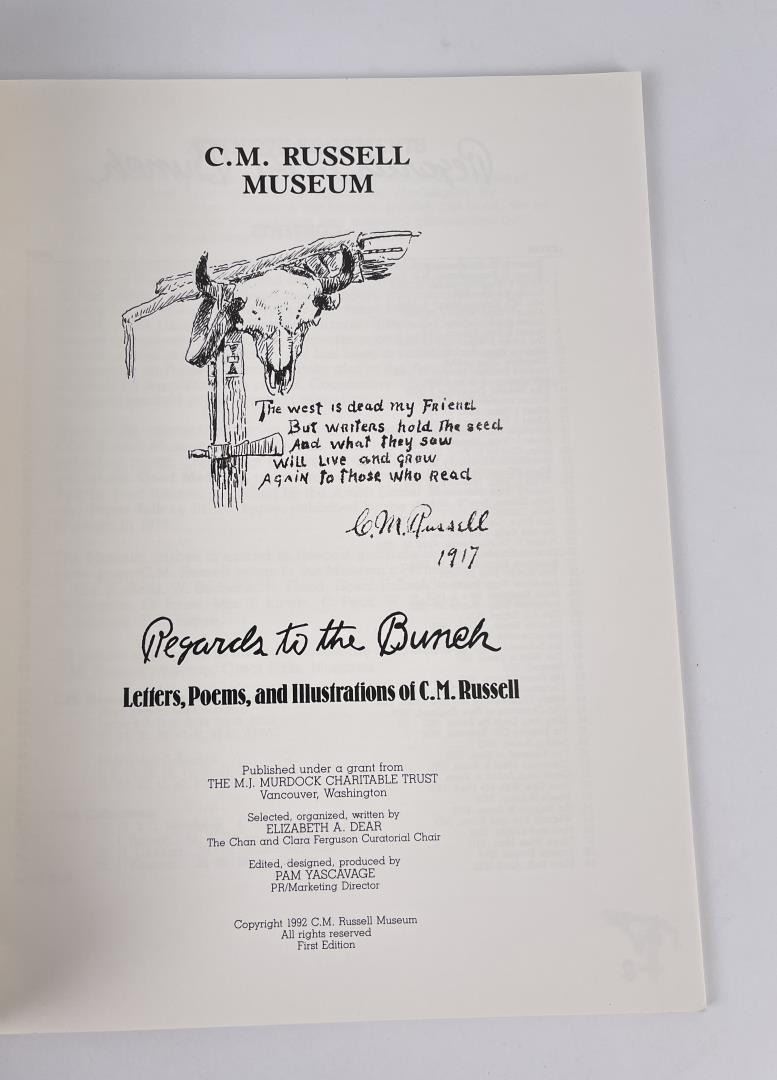 C.M. RUSSELL
MUSEUM
The west is dead my Friend
But writers hold the seed
And what they saw
Will Live and grow
Again to those who Read
C.M. Russell
1917
Regards to the Bunch
Letters, Poems, and Illustrations of C.M. Russell
Published under a grant from
THE M.J. MURDOCK CHARITABLE TRUST
Vancouver, Washington
Selected, organized, written by
ELIZABETH A. DEAR
The Chan and Clara Ferguson Curatorial Chair
Edited, designed, produced by
PAM YASCAVAGE
PR/Marketing Director
Copyright 1992 C.M. Russell Museum
All rights reserved
First Edition